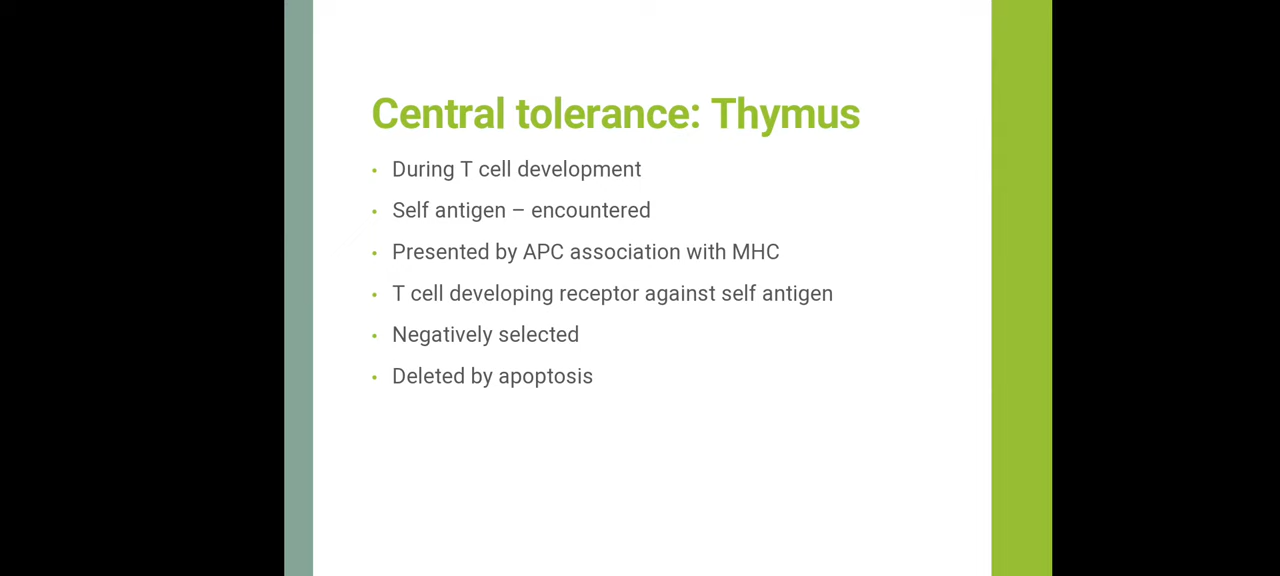 Central tolerance: Thymus
• During T cell development
• Self antigen – encountered
• Presented by APC association with MHC
• T cell developing receptor against self antigen
• Negatively selected
• Deleted by apoptosis